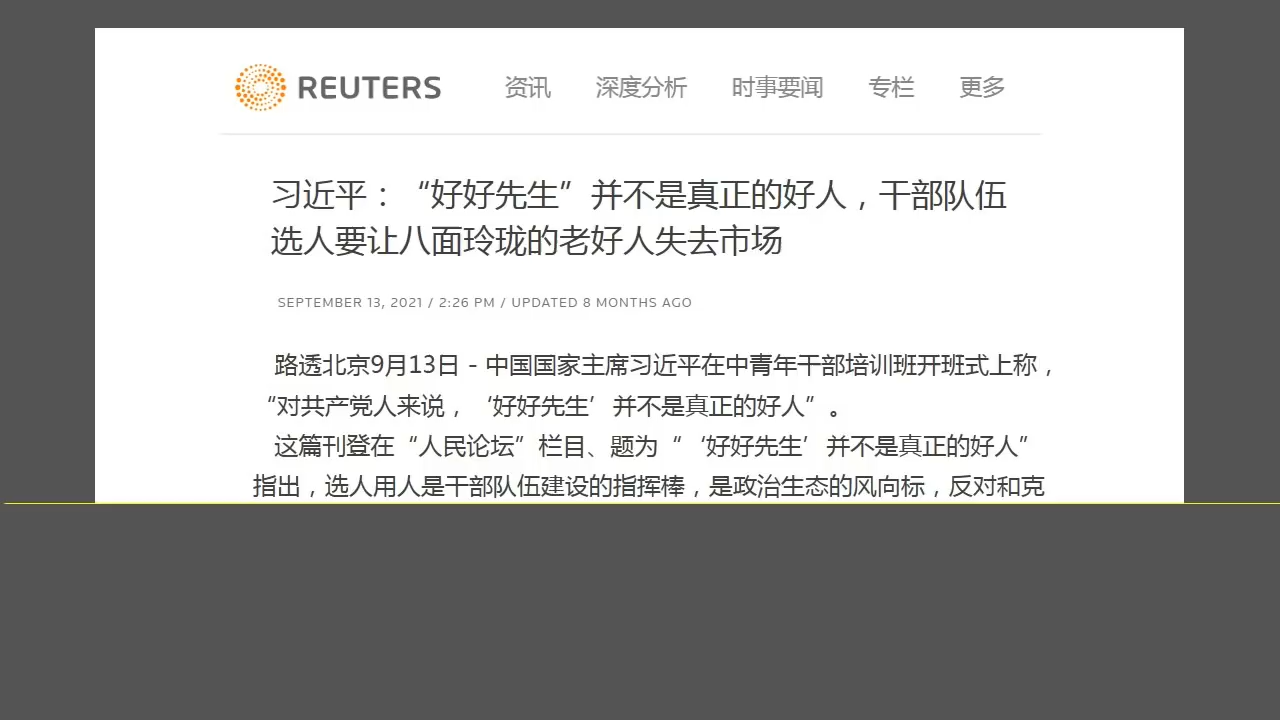 REUTERS 资讯 深度分析 时事要闻 专栏 更多
习近平：“好好先生”并不是真正的好人，干部队伍
选人要让八面玲珑的老好人失去市场
SEPTEMBER 13, 2021 / 2:26 PM / UPDATED 8 MONTHS AGO
路透北京9月13日 - 中国国家主席习近平在中青年干部培训班开班式上称，
“对共产党人来说，‘好好先生’并不是真正的好人”。
这篇刊登在“人民论坛”栏目、题为“‘好好先生’并不是真正的好人”
指出，选人用人是干部队伍建设的指挥棒，是政治生态的风向标，反对和克